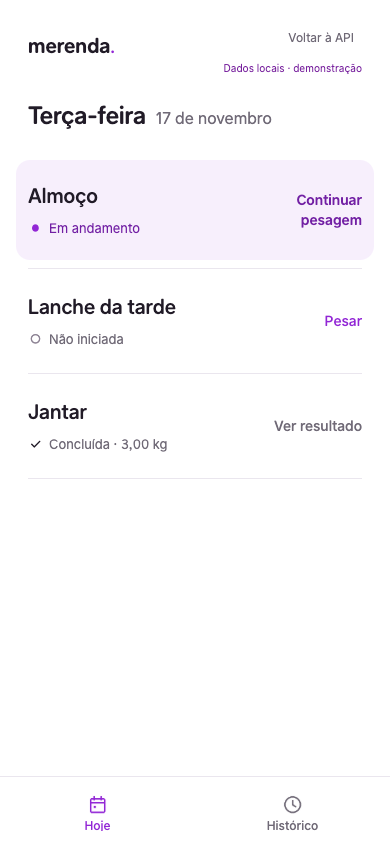 merenda.
Voltar à API
Dados locais · demonstração
Terça-feira 17 de novembro
Almoço
Em andamento
Continuar
pesagem
Lanche da tarde
Não iniciada
Pesar
Jantar
Concluída · 3,00 kg
Ver resultado
Hoje
Histórico